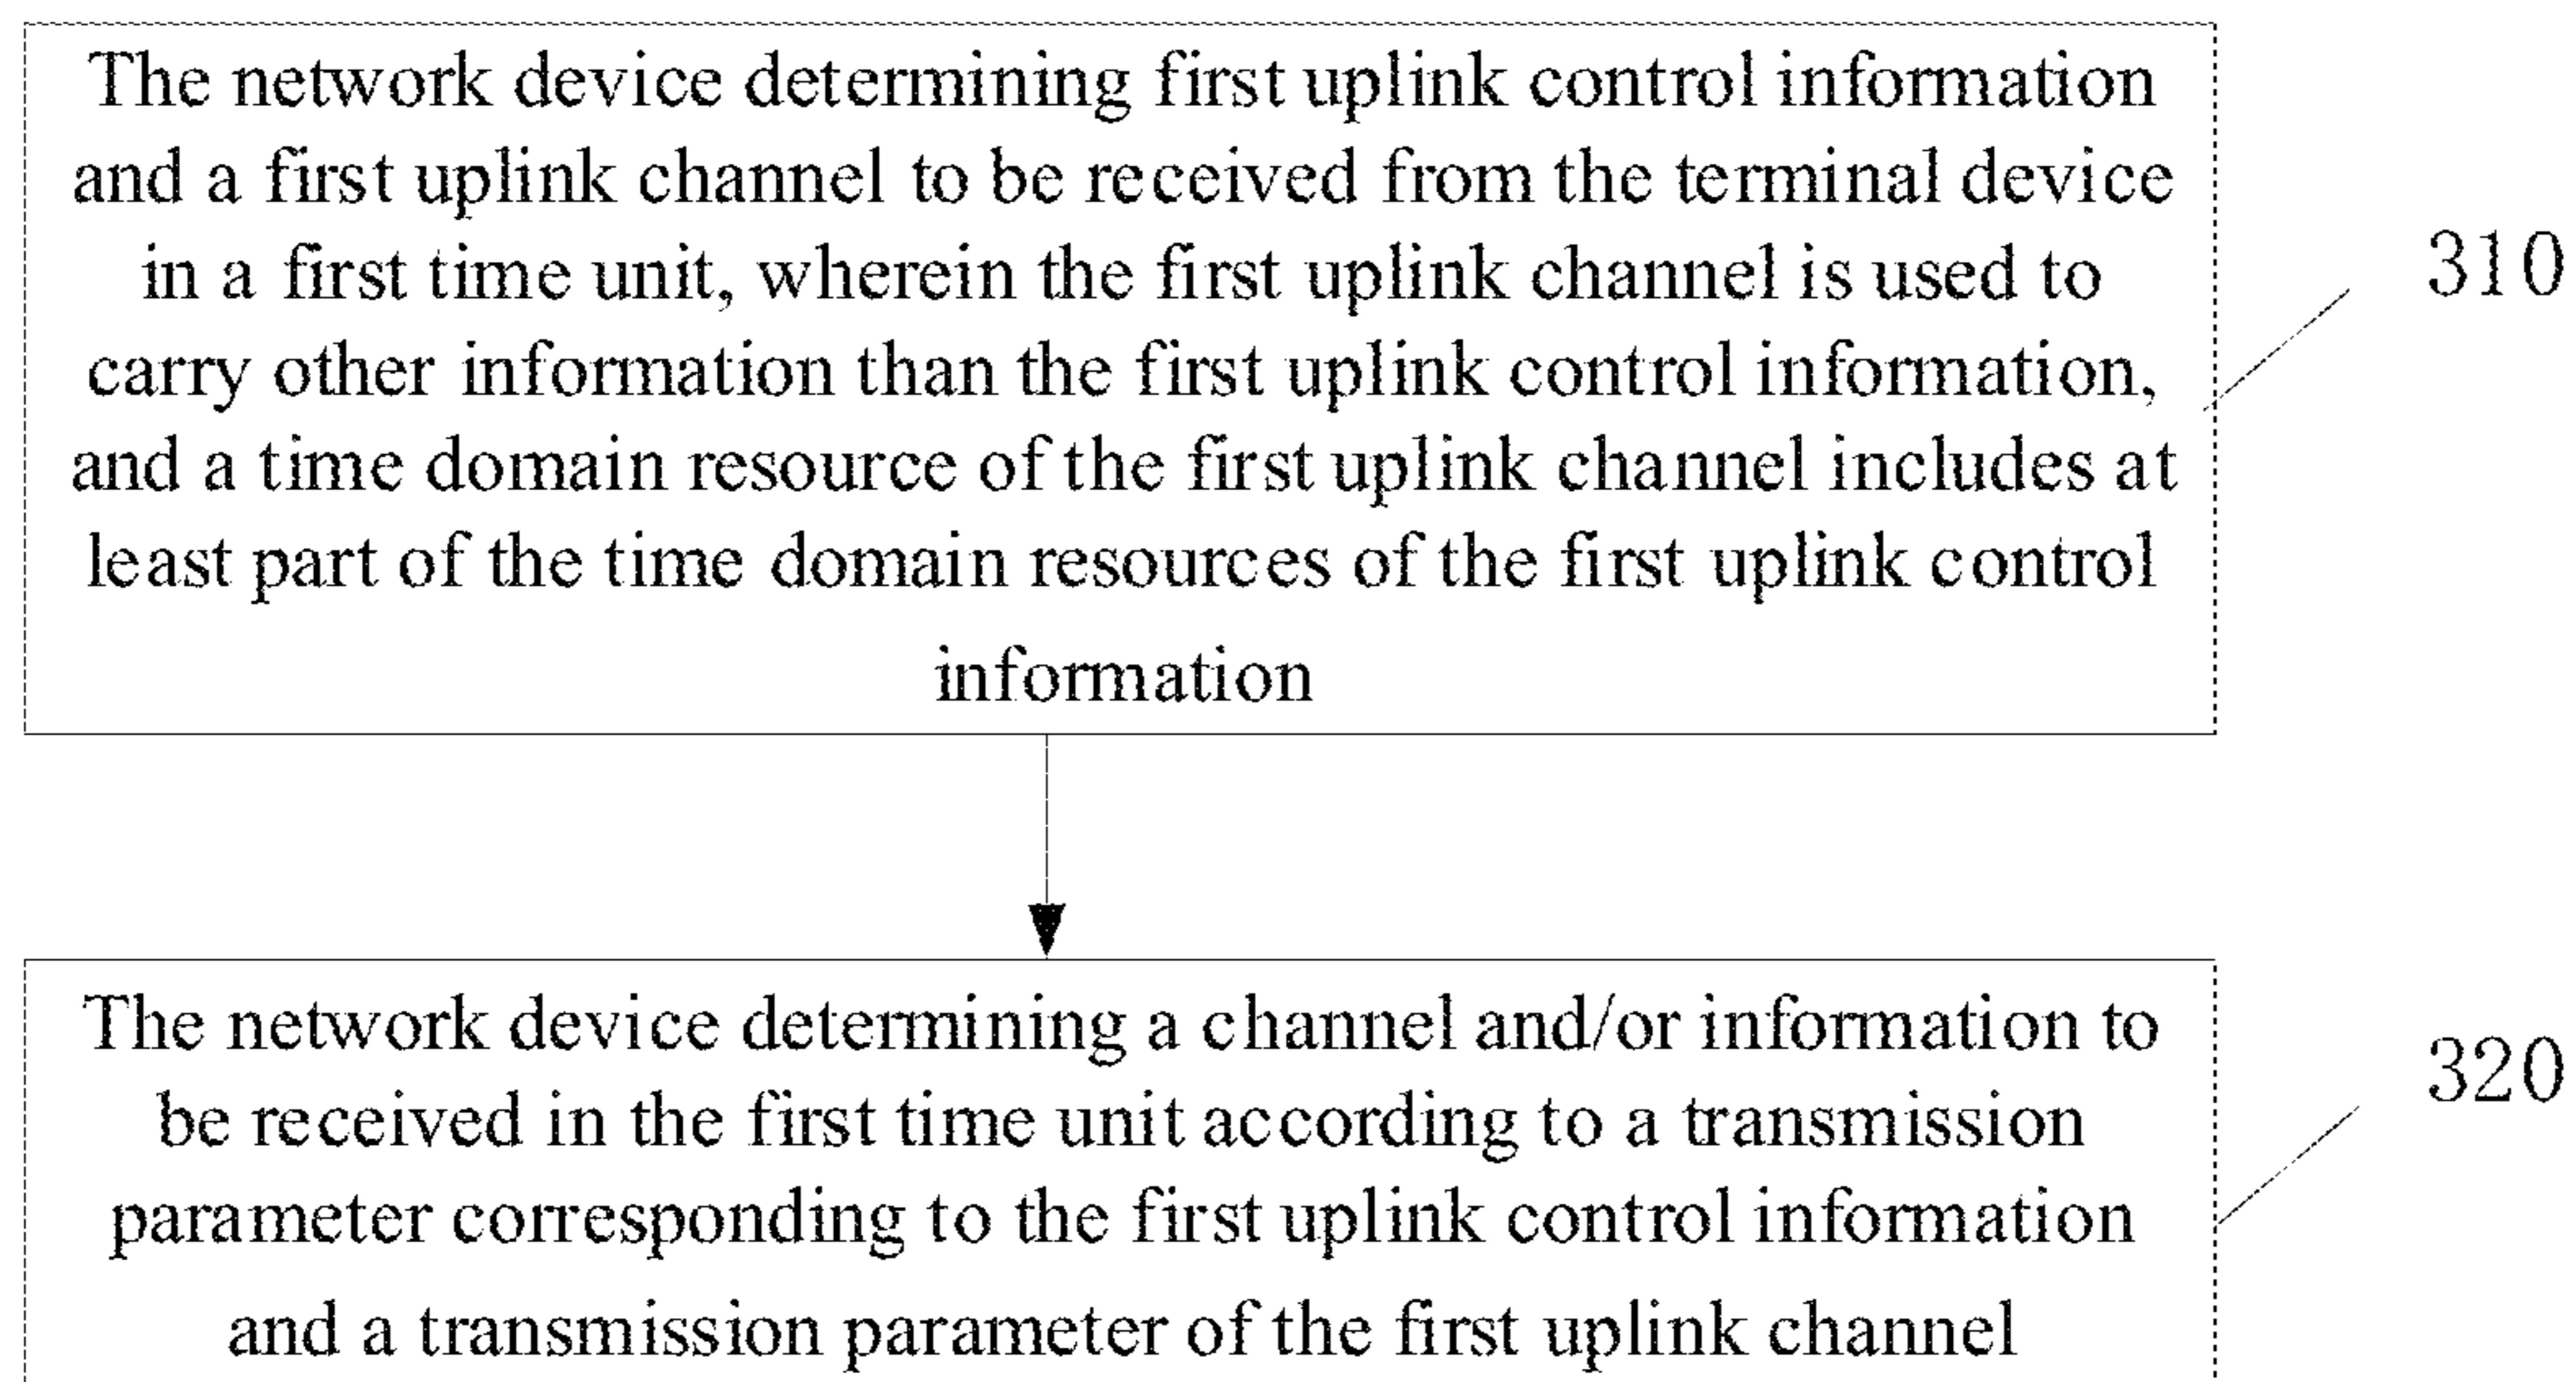 The network device determining first uplink control information
and a first uplink channel to be received from the terminal device
in a first time unit, wherein the first uplink channel is used to
carry other information than the first uplink control information,
and a time domain resource of the first uplink channel includes at
least part of the time domain resources of the first uplink control
information
310
The network device determining a channel and/or information to
be received in the first time unit according to a transmission
parameter corresponding to the first uplink control information
and a transmission parameter of the first uplink channel
320